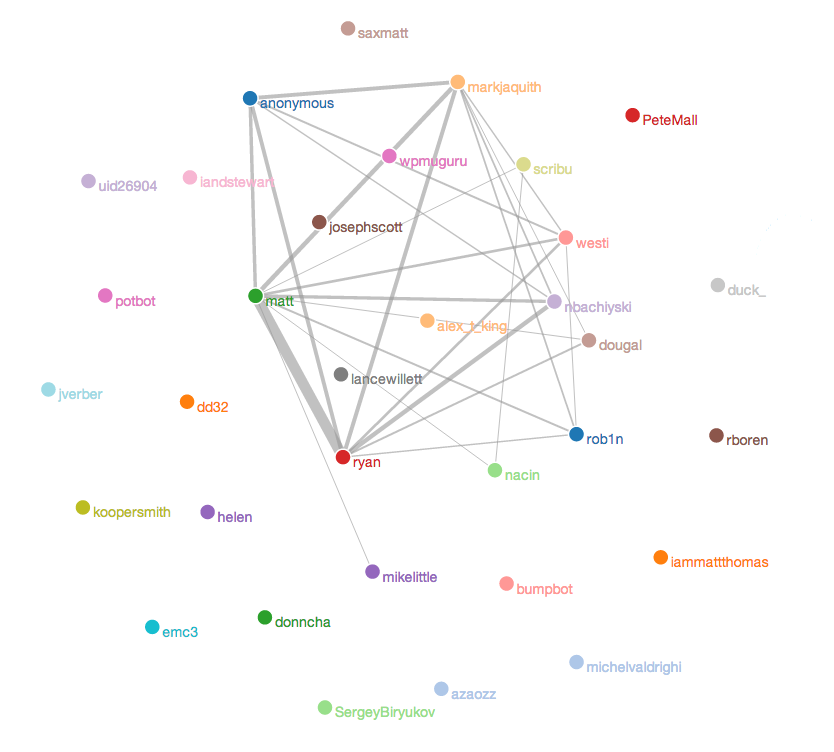 saxmatt
markjaquith
anonymous
PeteMall
wpmuguru
scribu
iandstewart
uid26904
josephscott
westi
duck_
potbot
matt
nbachiyski
alex_t_king
dougal
lancewillett
jverber
dd32
rob1n
rboren
ryan
nacin
koopersmith
helen
iammattthomas
mikelittle
bumpbot
donncha
emc3
michelvaldrighi
azaozz
SergeyBiryukov